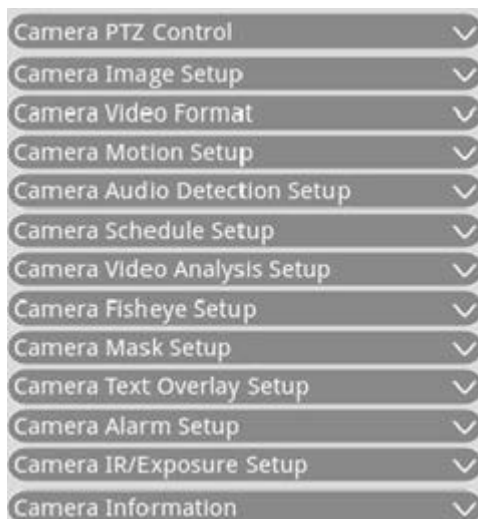 Camera PTZ Control
Camera Image Setup
Camera Video Format
Camera Motion Setup
Camera Audio Detection Setup
Camera Schedule Setup
Camera Video Analysis Setup
Camera Fisheye Setup
Camera Mask Setup
Camera Text Overlay Setup
Camera Alarm Setup
Camera IR/Exposure Setup
Camera Information